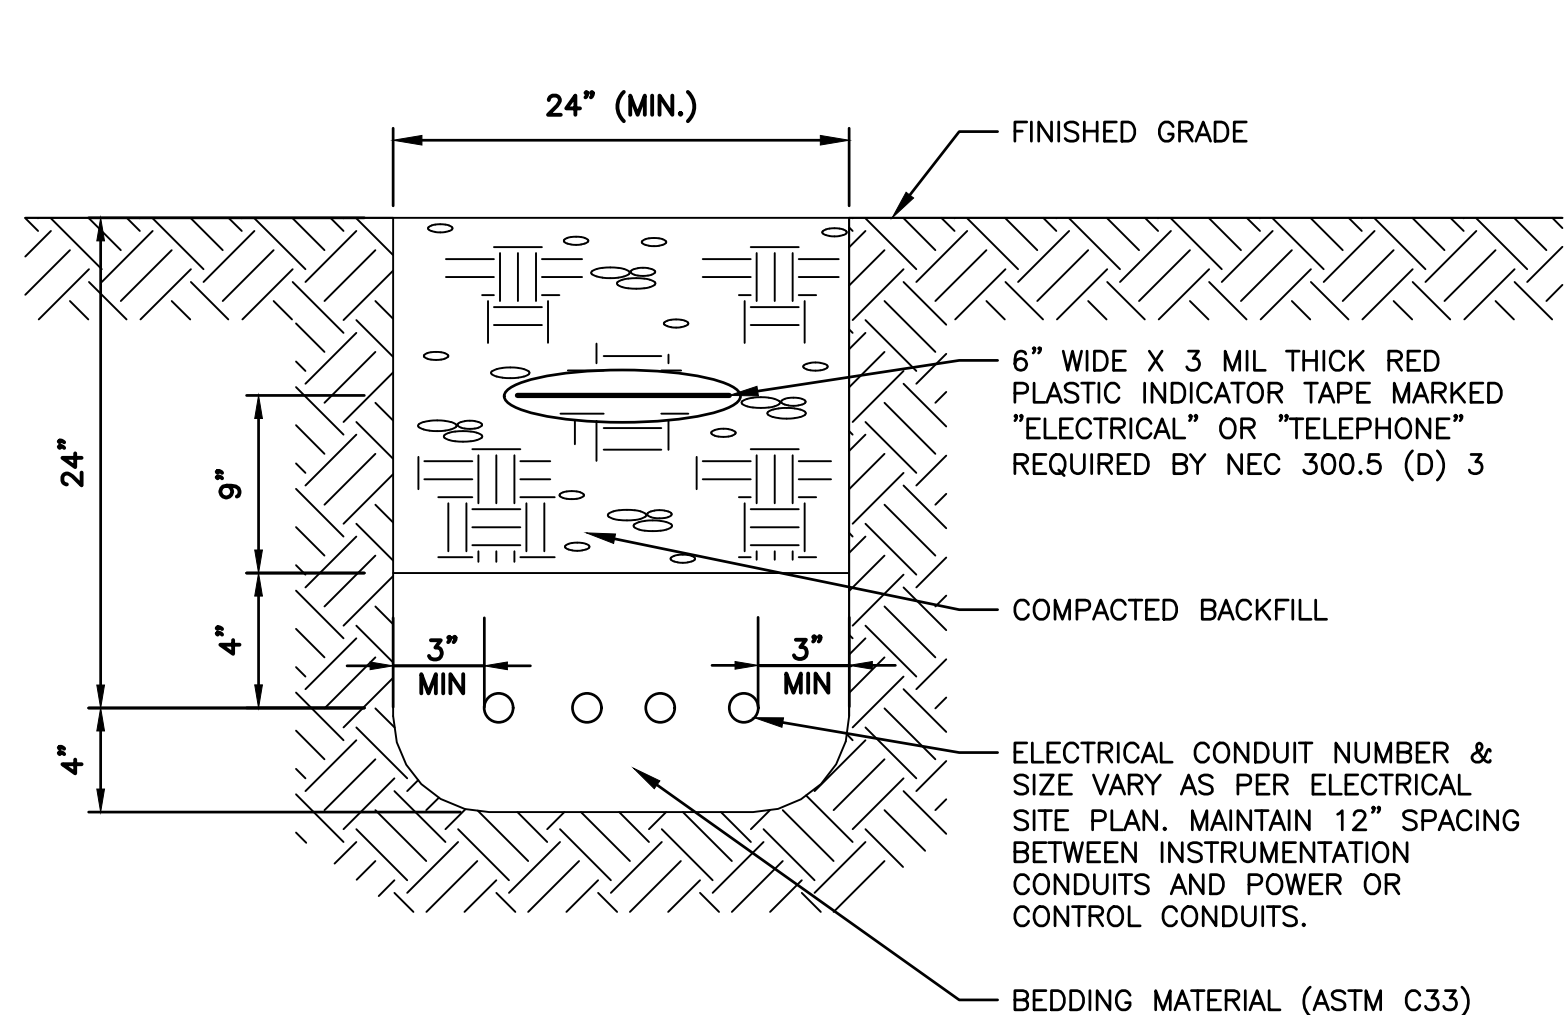 24” (MIN.)
FINISHED GRADE
6” WIDE X 3 MIL THICK RED
PLASTIC INDICATOR TAPE MARKED
”ELECTRICAL” OR ”TELEPHONE”
REQUIRED BY NEC 300.5 (D) 3
24”
9”
COMPACTED BACKFILL
4”
3”
MIN
3”
MIN
4”
ELECTRICAL CONDUIT NUMBER &
SIZE VARY AS PER ELECTRICAL
SITE PLAN. MAINTAIN 12” SPACING
BETWEEN INSTRUMENTATION
CONDUITS AND POWER OR
CONTROL CONDUITS.
BEDDING MATERIAL (ASTM C33)